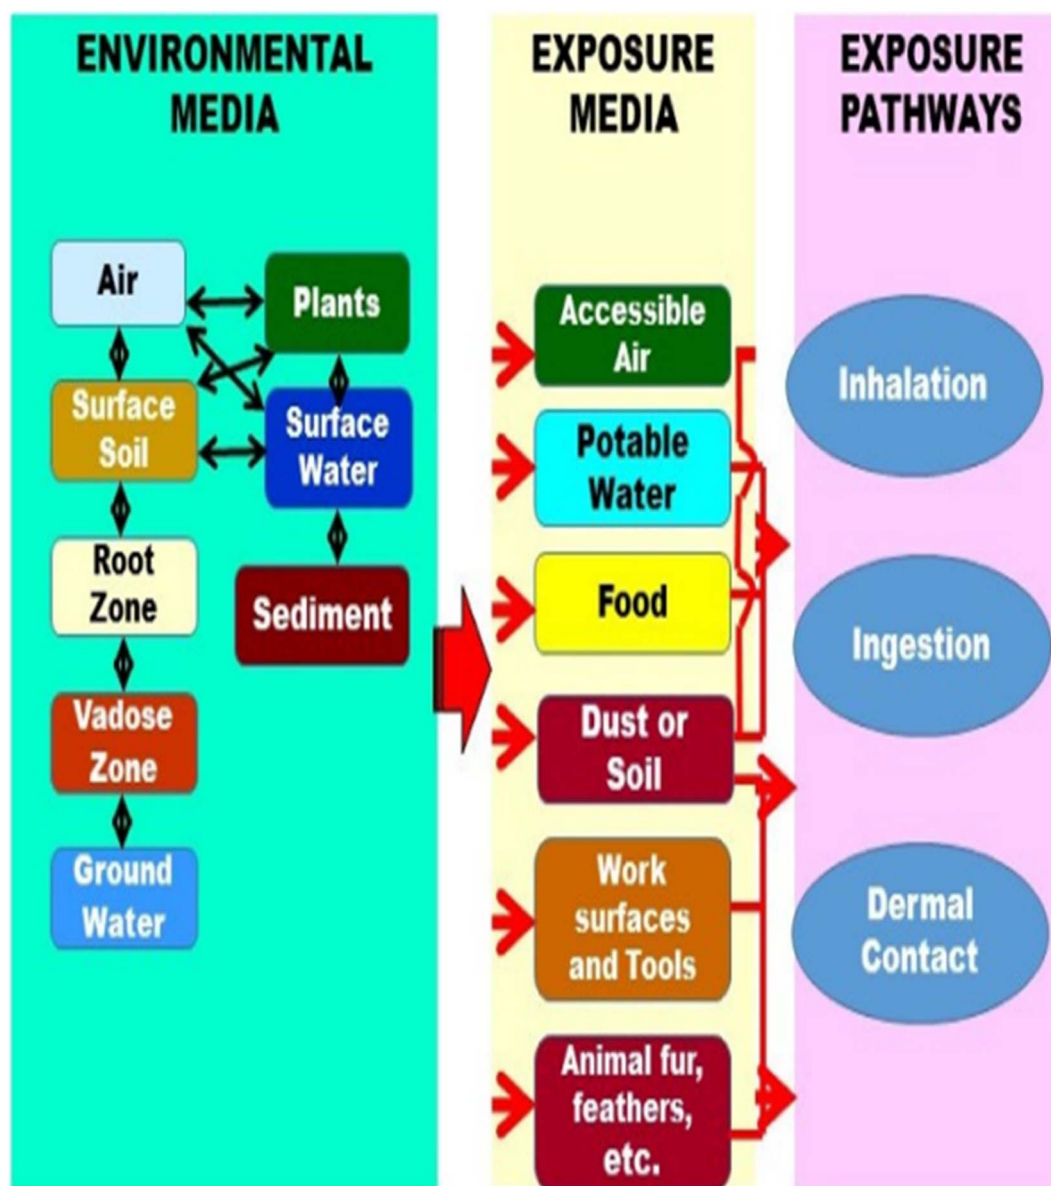 ENVIRONMENTAL
MEDIA
Air
Plants
Surface
Soil
Surface
Water
Root
Zone
Sediment
Vadose
Zone
Ground
Water
EXPOSURE
MEDIA
Accessible
Air
Potable
Water
Food
Dust or
Soil
Work
surfaces
and Tools
Animal fur,
feathers,
etc.
EXPOSURE
PATHWAYS
Inhalation
Ingestion
Dermal
Contact